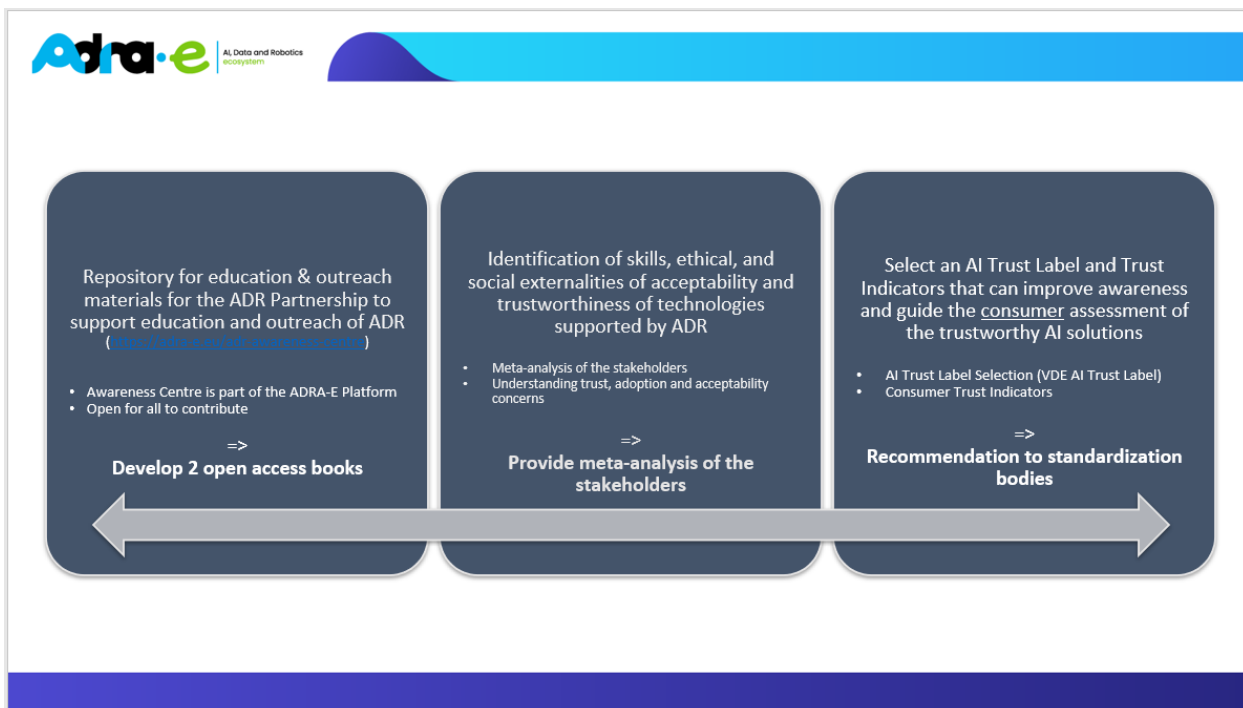 Adra-e
AI, Data and Robotics
ecosystem
Repository for education & outreach
materials for the ADR Partnership to
support education and outreach of ADR
()
• Awareness Centre is part of the ADRA-E Platform
• Open for all to contribute
=>
Develop 2 open access books
Identification of skills, ethical, and
social externalities of acceptability and
trustworthiness of technologies
supported by ADR
• Meta-analysis of the stakeholders
• Understanding trust, adoption and acceptability
concerns
=>
Provide meta-analysis of the
stakeholders
Select an AI Trust Label and Trust
Indicators that can improve awareness
and guide the consumer assessment of
the trustworthy AI solutions
• AI Trust Label Selection (VDE AI Trust Label)
• Consumer Trust Indicators
=>
Recommendation to standardization
bodies